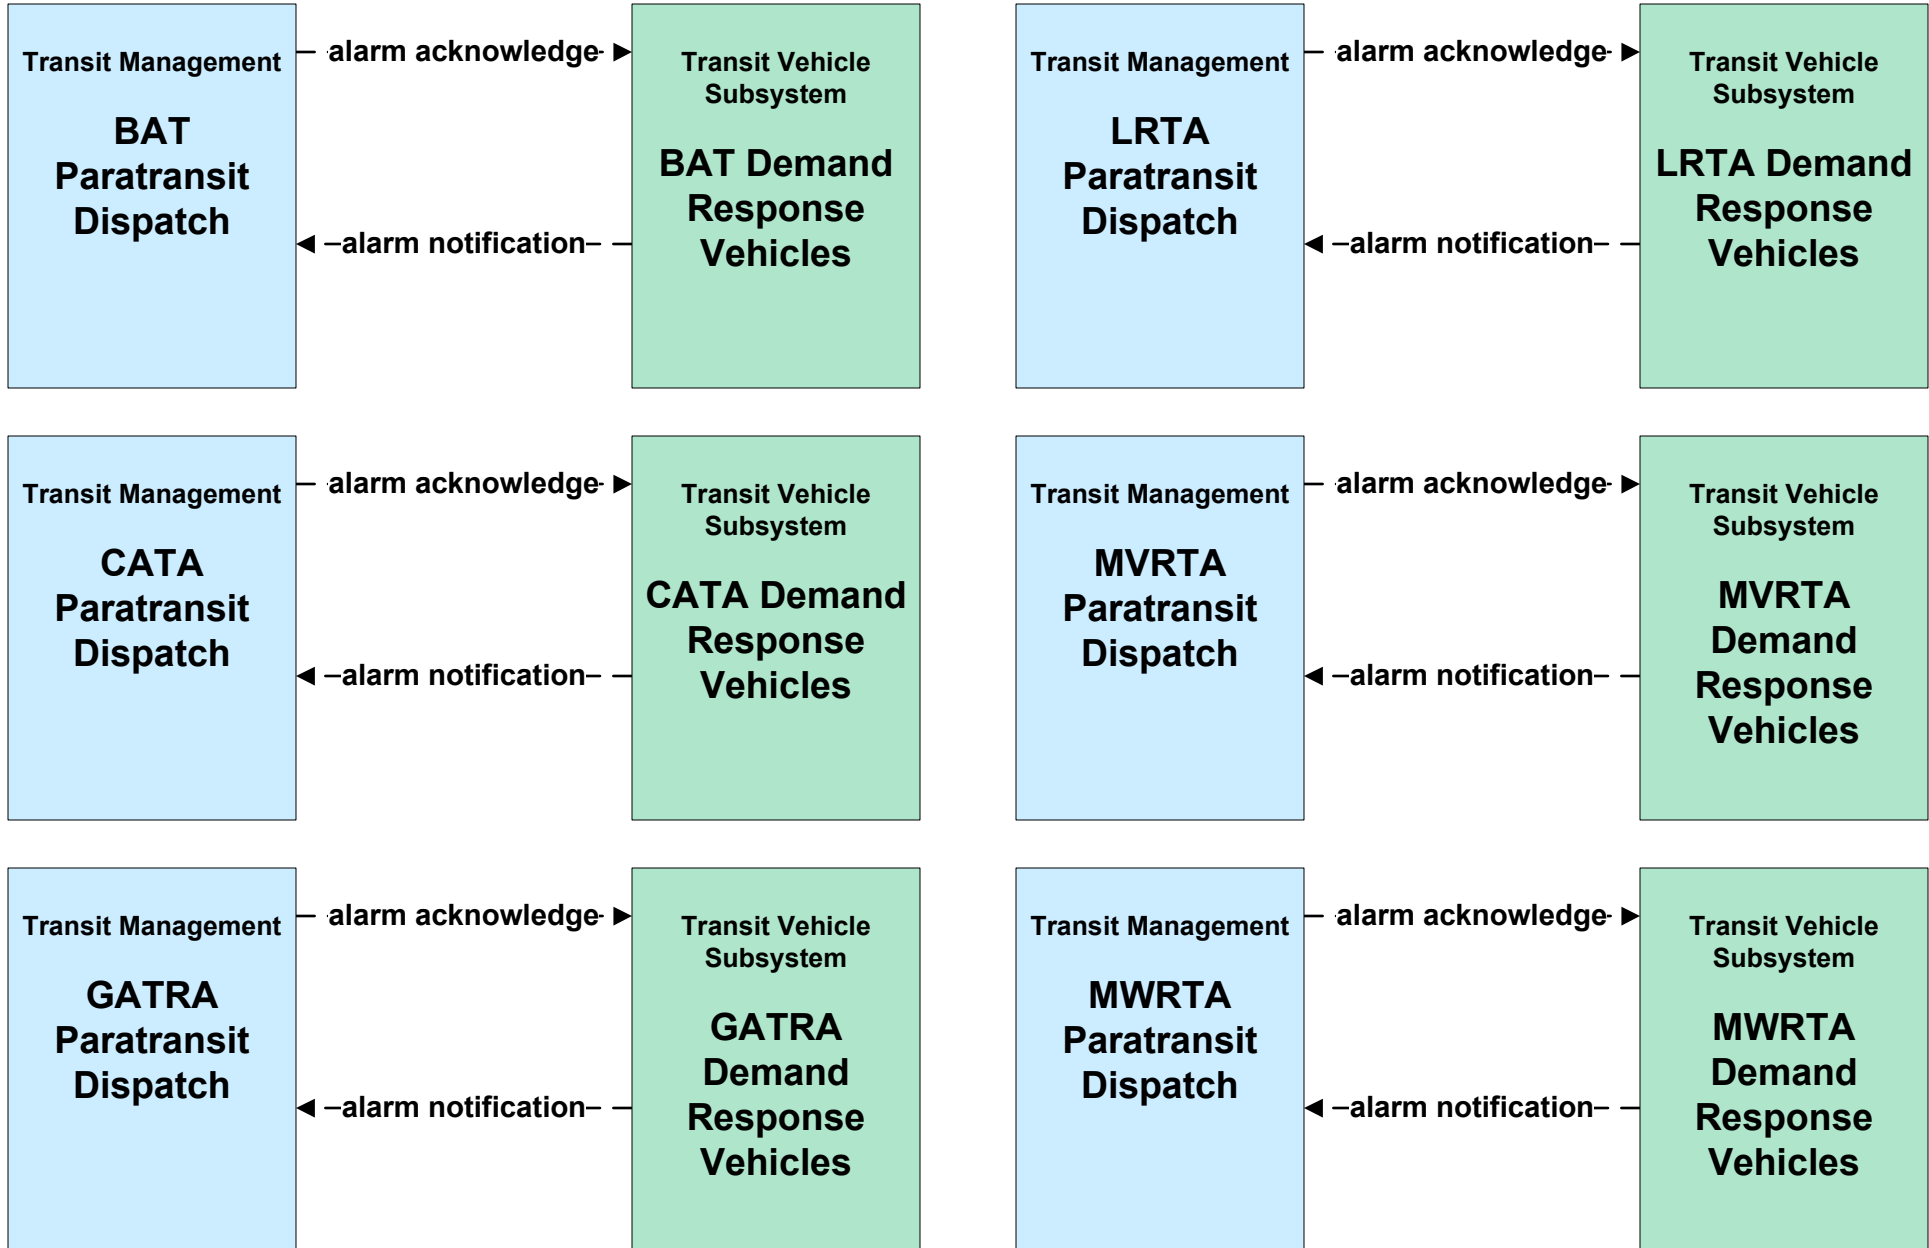 Transit Management
BAT
Paratransit
Dispatch
alarm acknowledge
alarm notification
Transit Vehicle
Subsystem
BAT Demand
Response
Vehicles
Transit Management
LRTA
Paratransit
Dispatch
alarm acknowledge
alarm notification
Transit Vehicle
Subsystem
LRTA Demand
Response
Vehicles
Transit Management
CATA
Paratransit
Dispatch
alarm acknowledge
alarm notification
Transit Vehicle
Subsystem
CATA Demand
Response
Vehicles
Transit Management
MVRTA
Paratransit
Dispatch
alarm acknowledge
alarm notification
Transit Vehicle
Subsystem
MVRTA
Demand
Response
Vehicles
Transit Management
GATRA
Paratransit
Dispatch
alarm acknowledge
alarm notification
Transit Vehicle
Subsystem
GATRA
Demand
Response
Vehicles
Transit Management
MWRTA
Paratransit
Dispatch
alarm acknowledge
alarm notification
Transit Vehicle
Subsystem
MWRTA
Demand
Response
Vehicles